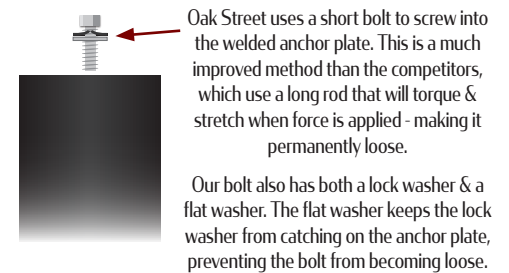 Oak Street uses a short bolt to screw into
the welded anchor plate. This is a much
improved method than the competitors,
which use a long rod that will torque &
stretch when force is applied - making it
permanently loose.
Our bolt also has both a lock washer & a
flat washer. The flat washer keeps the lock
washer from catching on the anchor plate,
preventing the bolt from becoming loose.